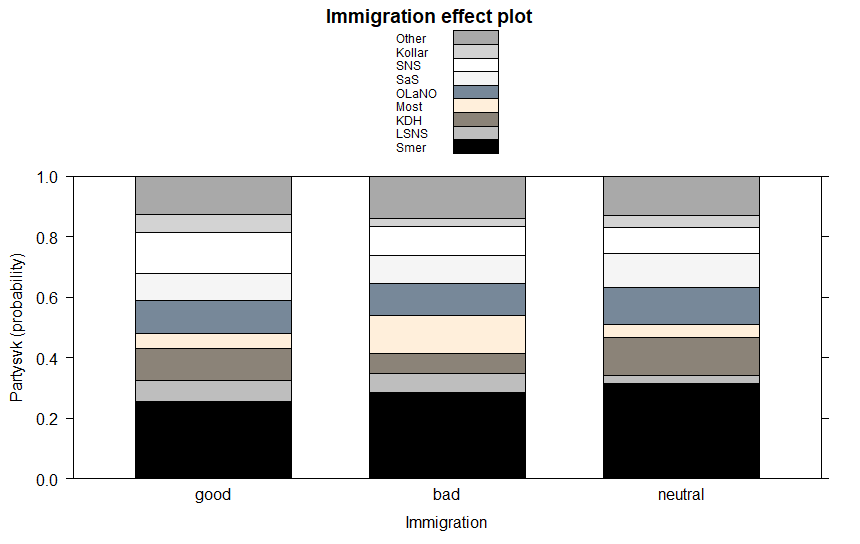 Immigration effect plot
Other
Kollar
SNS
SaS
OLaNO
Most
KDH
LSNS
Smer
1.0
0.8
0.6
0.4
0.2
0.0
Partysvk (probability)
good bad neutral
Immigration